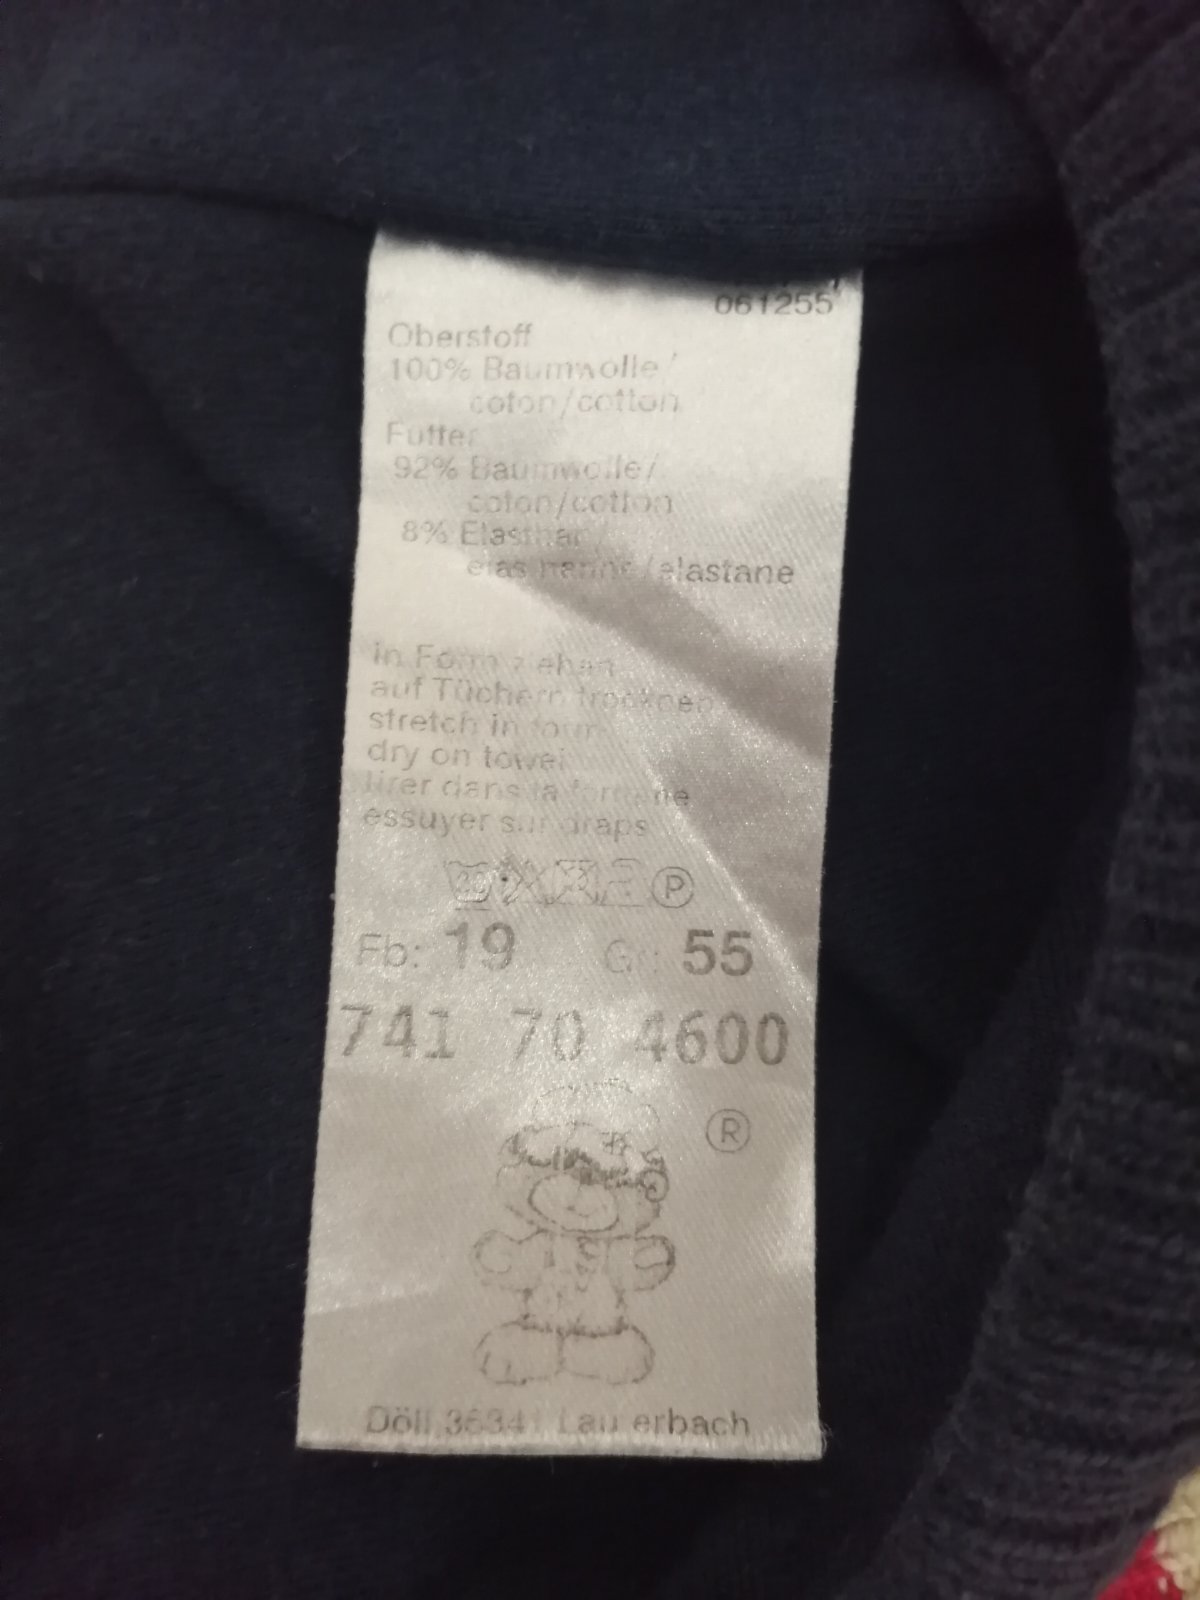 061255
Oberstoff
100% Baumwolle/
coton/cotton
Futter
92% Baumwolle/
coton/cotton
8% Elasthan/
elasthanne/elastane
in Form ziehen
auf Tüchern trocknen
stretch in form
dry on towel
tirer dans la forme
essuyer sur draps
P
Fb: 19 Gr: 55
741 70 4600
®
Döll 36341 Lauterbach